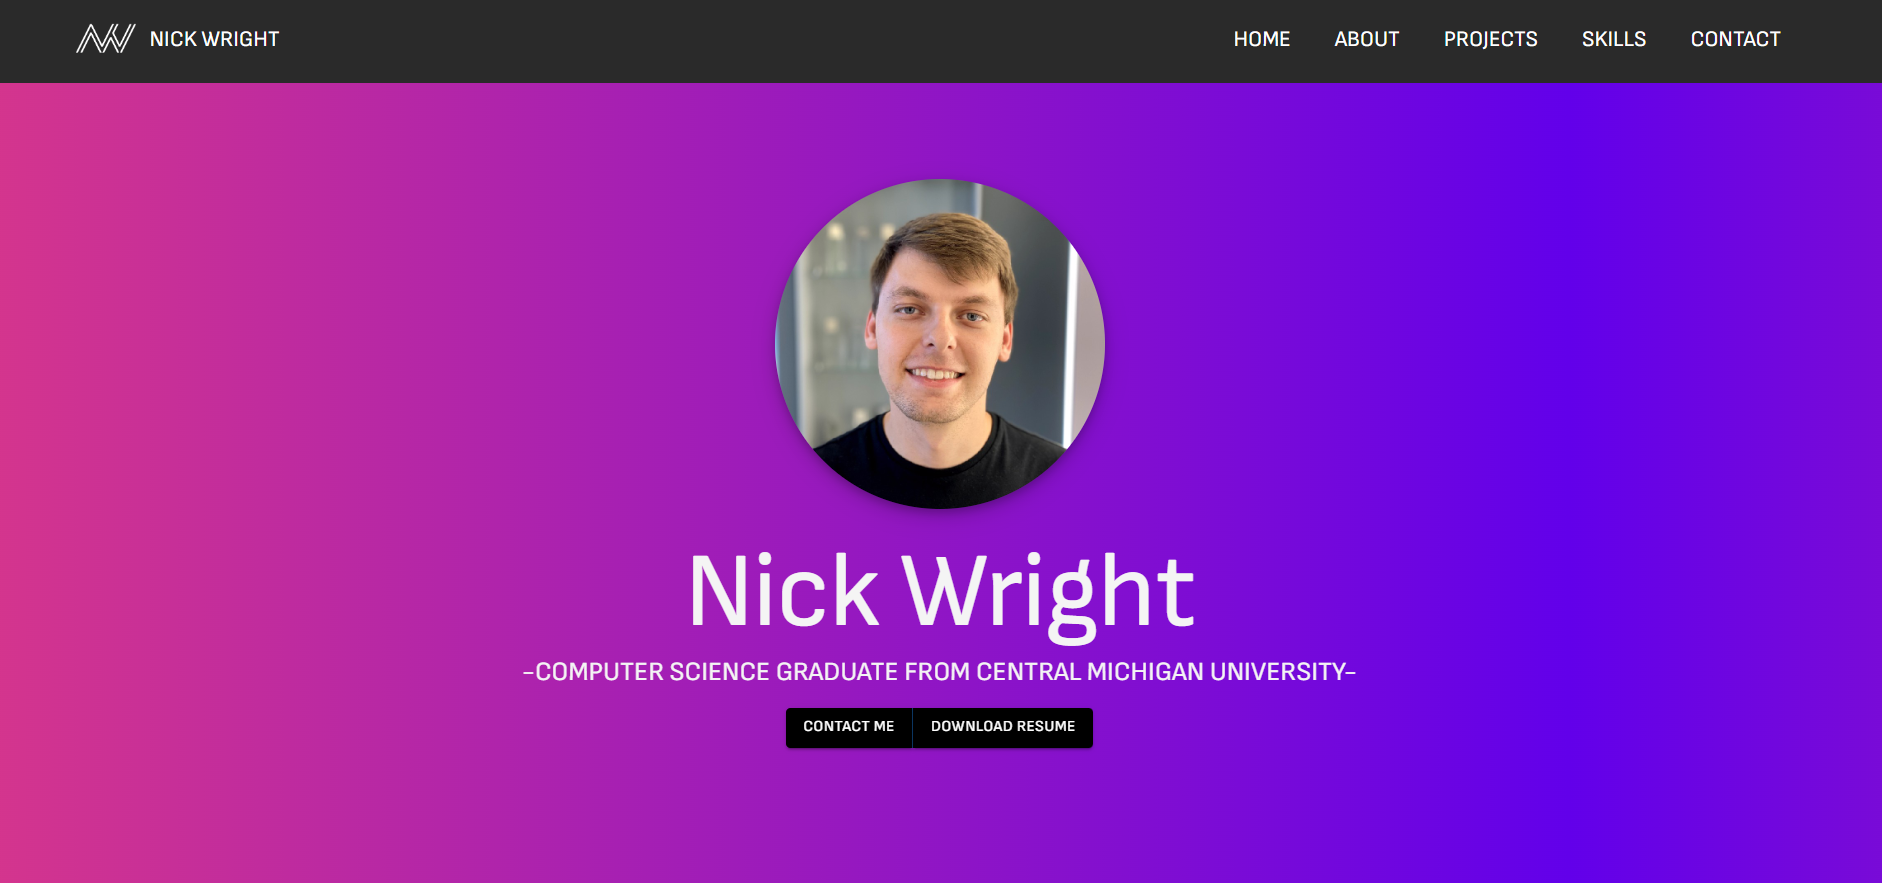 NW NICK WRIGHT HOME ABOUT PROJECTS SKILLS CONTACT
Nick Wright
-COMPUTER SCIENCE GRADUATE FROM CENTRAL MICHIGAN UNIVERSITY-
CONTACT ME DOWNLOAD RESUME